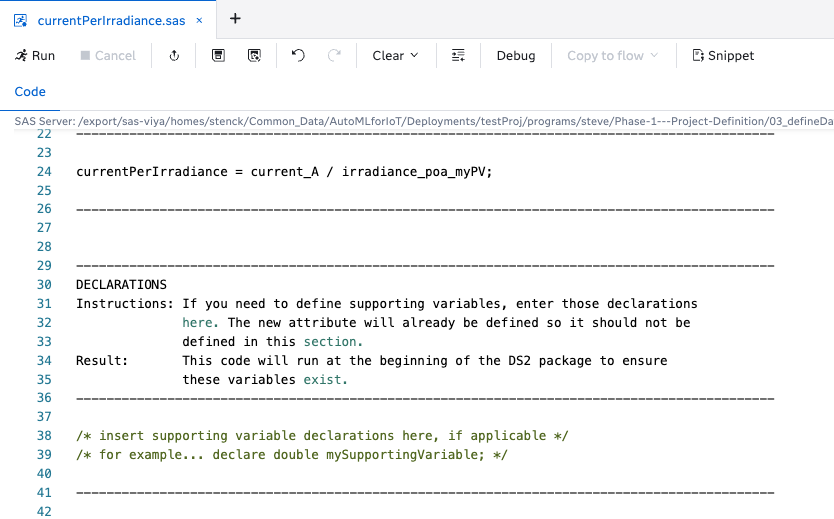 currentPerIrradiance.sas × +
Run Cancel Clear Debug Copy to flow Snippet
Code
SAS Server: /export/sas-viya/homes/stenck/Common_Data/AutoMLforIoT/Deployments/testProj/programs/steve/Phase-1---Project-Definition/03_defineDa
22 --------------------------------------------------------------------------------------------
23
24 currentPerIrradiance = current_A / irradiance_poa_myPV;
25
26 --------------------------------------------------------------------------------------------
27
28
29 --------------------------------------------------------------------------------------------
30 DECLARATIONS
31 Instructions: If you need to define supporting variables, enter those declarations
32 here. The new attribute will already be defined so it should not be
33 defined in this section.
34 Result: This code will run at the beginning of the DS2 package to ensure
35 these variables exist.
36 --------------------------------------------------------------------------------------------
37
38 /* insert supporting variable declarations here, if applicable */
39 /* for example... declare double mySupportingVariable; */
40
41 --------------------------------------------------------------------------------------------
42